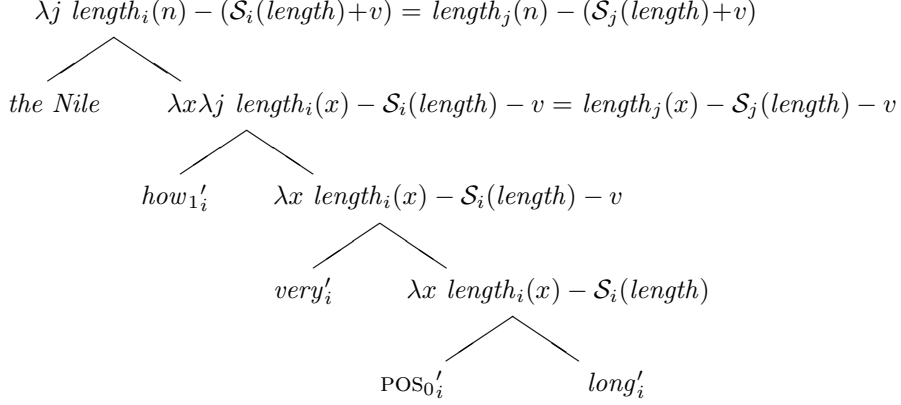 λj length_i(n) − (𝒮_i(length)+v) = length_j(n) − (𝒮_j(length)+v)
the Nile λxλj length_i(x) − 𝒮_i(length) − v = length_j(x) − 𝒮_j(length) − v
how₁′_i λx length_i(x) − 𝒮_i(length) − v
very′_i λx length_i(x) − 𝒮_i(length)
POS₀′_i long′_i